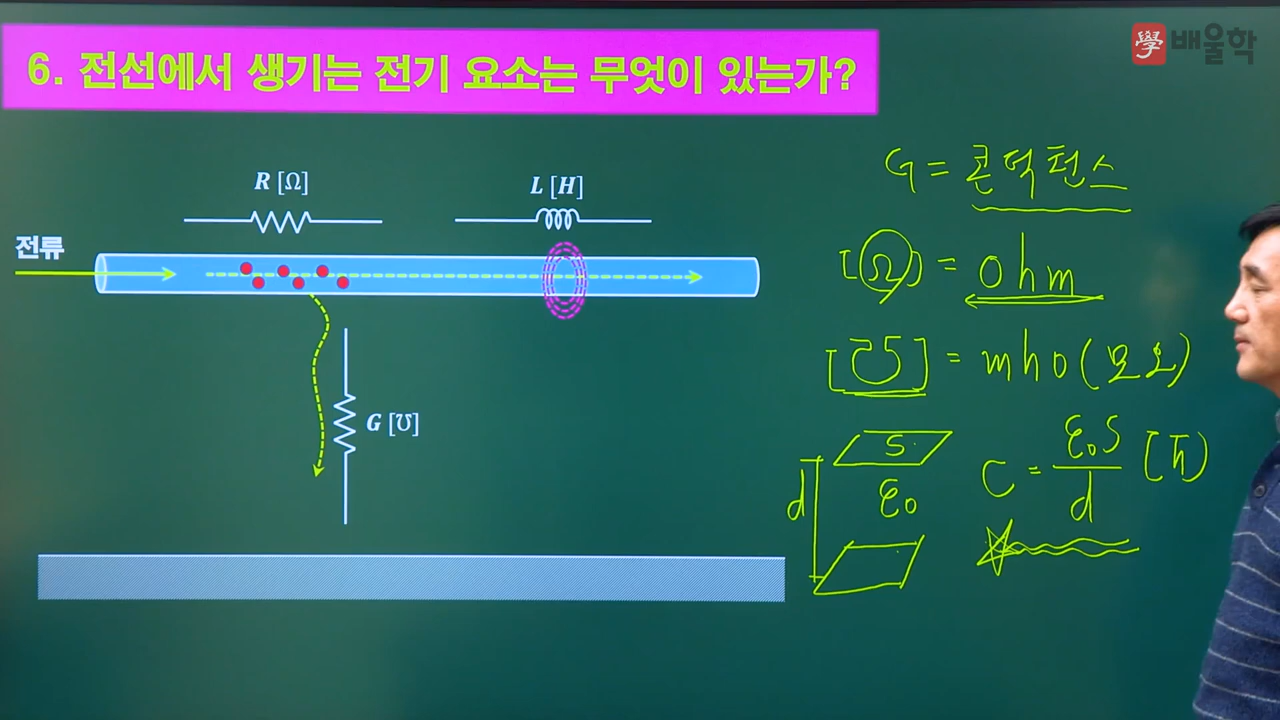 6. 전선에서 생기는 전기 요소는 무엇이 있는가?
學 배울학
R [Ω]
L [H]
전류
G [℧]
G = 콘덕턴스
[Ω] = Ohm
[℧] = mho (모오)
S
d
ε₀
C = ε₀S/d [F]